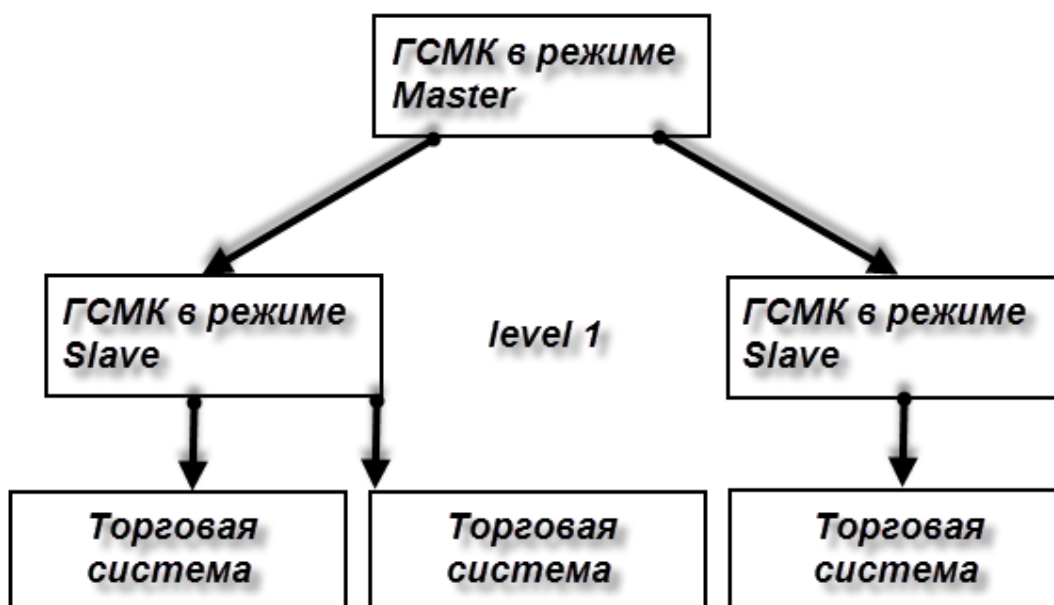 ГСМК в режиме
Master
ГСМК в режиме
Slave
level 1
ГСМК в режиме
Slave
Торговая
система
Торговая
система
Торговая
система